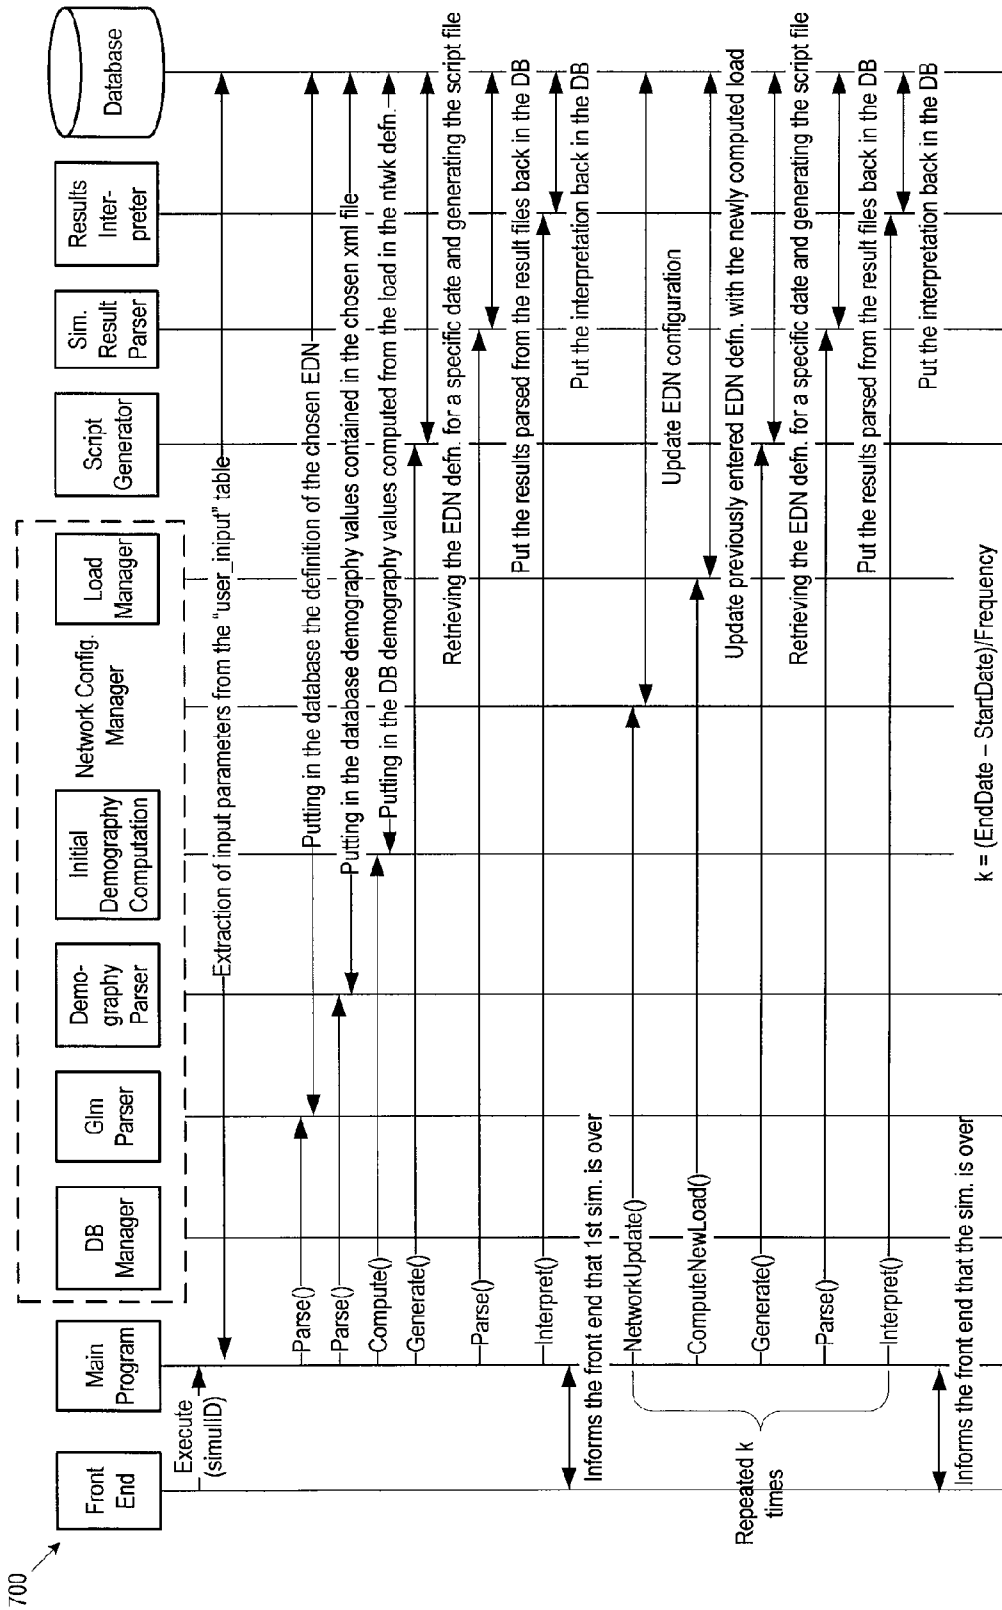 700
Front
End
Main
Program
DB
Manager
Glm
Parser
Demo-
graphy
Parser
Initial
Demography
Computation
Network Config.
Manager
Load
Manager
Script
Generator
Sim.
Result
Parser
Results
Inter-
preter
Database
Execute
(simulID)
Extraction of input parameters from the “user_iniput” table
Parse()
Putting in the database the definition of the chosen EDN
Parse()
Putting in the database demography values contained in the chosen xml file
Compute()
Putting in the DB demography values computed from the load in the ntwk defn.
Generate()
Retrieving the EDN defn. for a specific date and generating the script file
Parse()
Put the results parsed from the result files back in the DB
Interpret()
Put the interpretation back in the DB
Informs the front end that 1st sim. is over
NetworkUpdate()
Update EDN configuration
ComputeNewLoad()
Update previously entered EDN defn. with the newly computed load
Generate()
Retrieving the EDN defn. for a specific date and generating the script file
Parse()
Put the results parsed from the result files back in the DB
Interpret()
Put the interpretation back in the DB
Repeated k
times
Informs the front end that the sim. is over
k = (EndDate – StartDate)/Frequency